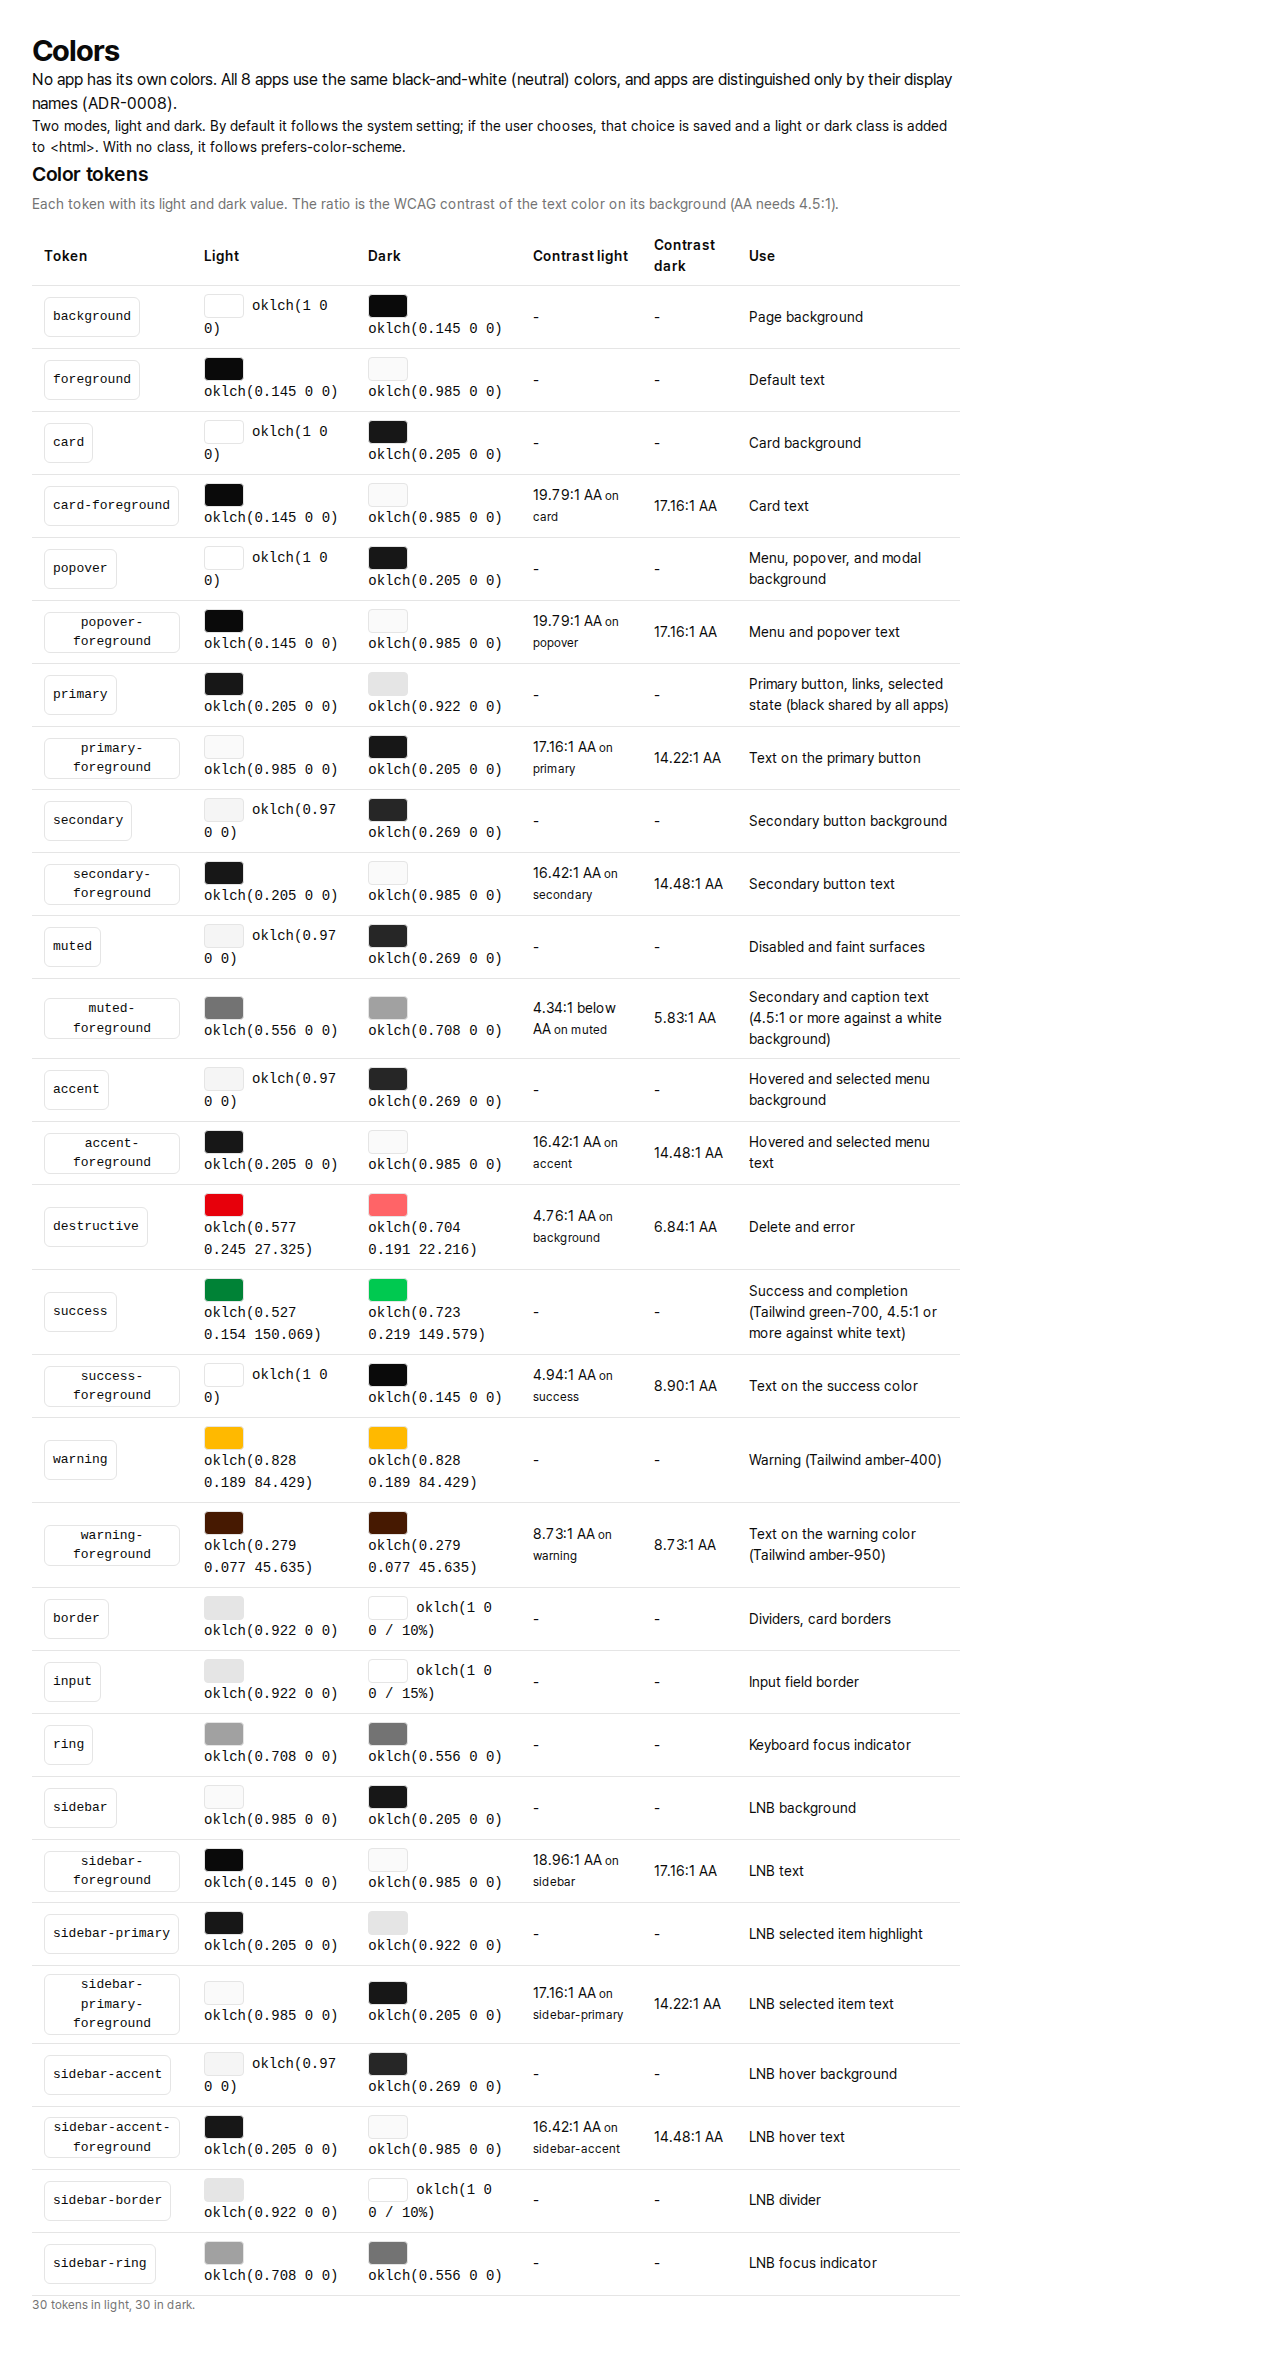 Colors
No app has its own colors. All 8 apps use the same black-and-white (neutral) colors, and apps are distinguished only by their display
names (ADR-0008).
Two modes, light and dark. By default it follows the system setting; if the user chooses, that choice is saved and a light or dark class is added
to <html>. With no class, it follows prefers-color-scheme.
Color tokens
Each token with its light and dark value. The ratio is the WCAG contrast of the text color on its background (AA needs 4.5:1).
Token Light Dark Contrast light Contrast
dark Use
background oklch(1 0
0) oklch(0.145 0 0) - - Page background
foreground oklch(0.145 0 0) oklch(0.985 0 0) - - Default text
card oklch(1 0
0) oklch(0.205 0 0) - - Card background
card-foreground oklch(0.145 0 0) oklch(0.985 0 0) 19.79:1 AA on
card 17.16:1 AA Card text
popover oklch(1 0
0) oklch(0.205 0 0) - - Menu, popover, and modal
background
popover-
foreground oklch(0.145 0 0) oklch(0.985 0 0) 19.79:1 AA on
popover 17.16:1 AA Menu and popover text
primary oklch(0.205 0 0) oklch(0.922 0 0) - - Primary button, links, selected
state (black shared by all apps)
primary-
foreground oklch(0.985 0 0) oklch(0.205 0 0) 17.16:1 AA on
primary 14.22:1 AA Text on the primary button
secondary oklch(0.97
0 0) oklch(0.269 0 0) - - Secondary button background
secondary-
foreground oklch(0.205 0 0) oklch(0.985 0 0) 16.42:1 AA on
secondary 14.48:1 AA Secondary button text
muted oklch(0.97
0 0) oklch(0.269 0 0) - - Disabled and faint surfaces
muted-
foreground oklch(0.556 0 0) oklch(0.708 0 0) 4.34:1 below
AA on muted 5.83:1 AA Secondary and caption text
(4.5:1 or more against a white
background)
accent oklch(0.97
0 0) oklch(0.269 0 0) - - Hovered and selected menu
background
accent-
foreground oklch(0.205 0 0) oklch(0.985 0 0) 16.42:1 AA on
accent 14.48:1 AA Hovered and selected menu
text
destructive oklch(0.577
0.245 27.325) oklch(0.704
0.191 22.216) 4.76:1 AA on
background 6.84:1 AA Delete and error
success oklch(0.527
0.154 150.069) oklch(0.723
0.219 149.579) - - Success and completion
(Tailwind green-700, 4.5:1 or
more against white text)
success-
foreground oklch(1 0
0) oklch(0.145 0 0) 4.94:1 AA on
success 8.90:1 AA Text on the success color
warning oklch(0.828
0.189 84.429) oklch(0.828
0.189 84.429) - - Warning (Tailwind amber-400)
warning-
foreground oklch(0.279
0.077 45.635) oklch(0.279
0.077 45.635) 8.73:1 AA on
warning 8.73:1 AA Text on the warning color
(Tailwind amber-950)
border oklch(0.922 0 0) oklch(1 0
0 / 10%) - - Dividers, card borders
input oklch(0.922 0 0) oklch(1 0
0 / 15%) - - Input field border
ring oklch(0.708 0 0) oklch(0.556 0 0) - - Keyboard focus indicator
sidebar oklch(0.985 0 0) oklch(0.205 0 0) - - LNB background
sidebar-
foreground oklch(0.145 0 0) oklch(0.985 0 0) 18.96:1 AA on
sidebar 17.16:1 AA LNB text
sidebar-primary oklch(0.205 0 0) oklch(0.922 0 0) - - LNB selected item highlight
sidebar-
primary-
foreground oklch(0.985 0 0) oklch(0.205 0 0) 17.16:1 AA on
sidebar-primary 14.22:1 AA LNB selected item text
sidebar-accent oklch(0.97
0 0) oklch(0.269 0 0) - - LNB hover background
sidebar-accent-
foreground oklch(0.205 0 0) oklch(0.985 0 0) 16.42:1 AA on
sidebar-accent 14.48:1 AA LNB hover text
sidebar-border oklch(0.922 0 0) oklch(1 0
0 / 10%) - - LNB divider
sidebar-ring oklch(0.708 0 0) oklch(0.556 0 0) - - LNB focus indicator
30 tokens in light, 30 in dark.